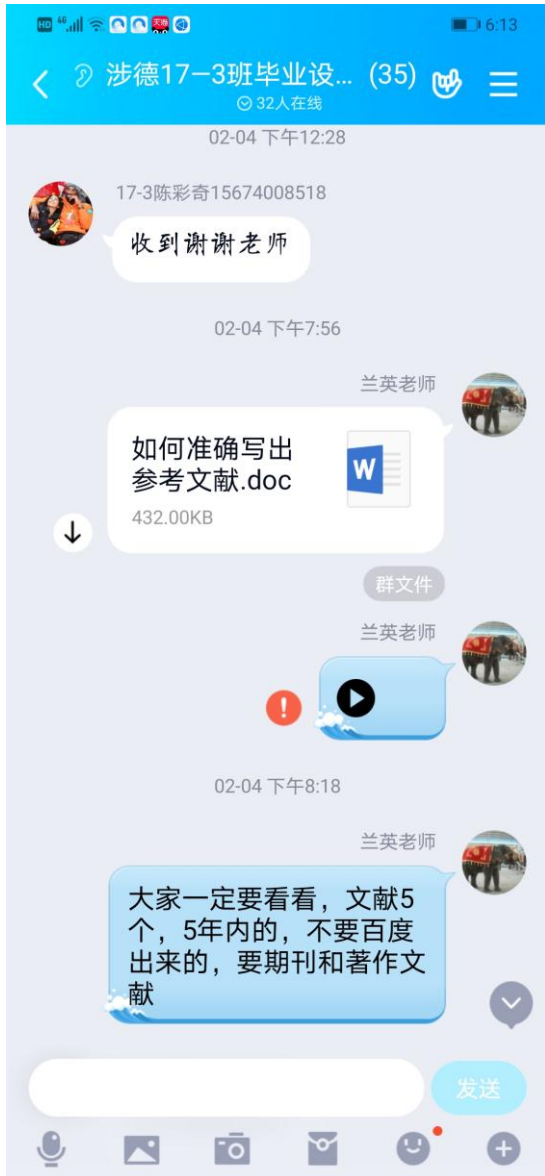 HD 4G 6:13
涉德17—3班毕业设... (35)
32人在线
02-04 下午12:28
17-3陈彩奇15674008518
收到谢谢老师
02-04 下午7:56
兰英老师
如何准确写出
参考文献.doc
W
432.00KB
群文件
兰英老师
02-04 下午8:18
兰英老师
大家一定要看看，文献5
个，5年内的，不要百度
出来的，要期刊和著作文
献
发送